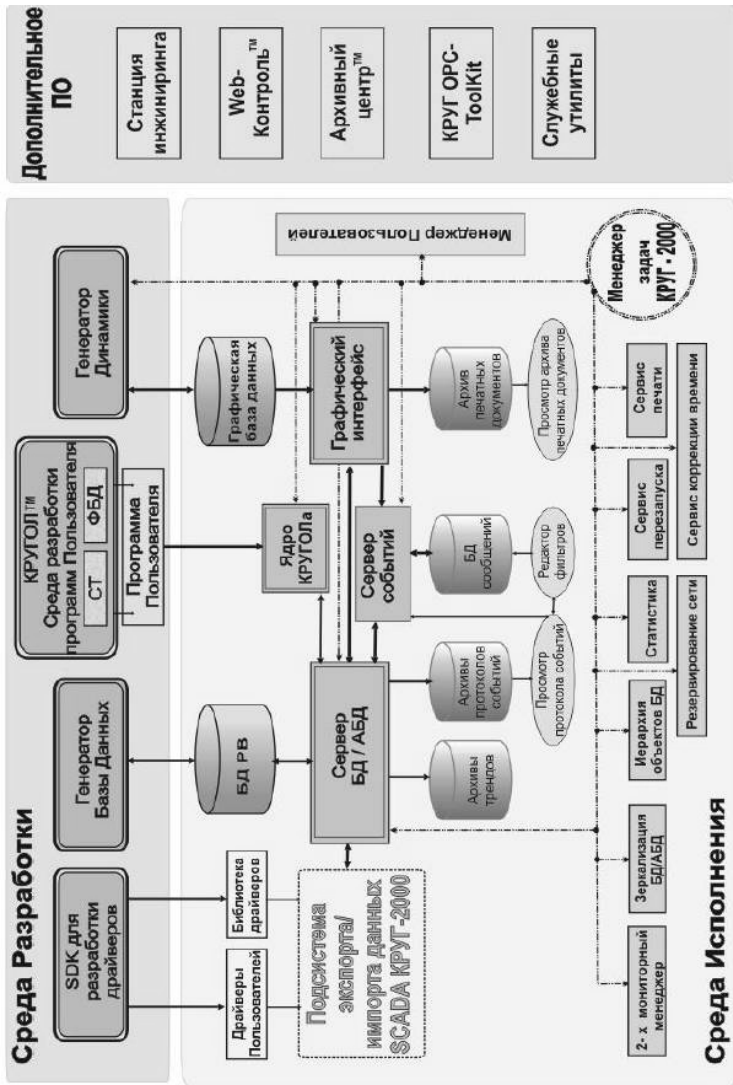 Среда Разработки
SDK для
разработки
драйверов
Генератор
Базы Данных
КРУГОЛ™
Среда разработки
программ Пользователя
СТ
ФБД
Программа
Пользователя
Генератор
Динамики
Драйверы
Пользователей
Библиотека
драйверов
БД РВ
Графическая
база данных
Подсистема
экспорта/
импорта данных
SCADA КРУГ-2000
Сервер
БД / АБД
Ядро
КРУГОЛа
Сервер
событий
Графический
интерфейс
Менеджер Пользователей
Архивы
трендов
Архивы
протоколов
событий
БД
сообщений
Архив
печатных
документов
Просмотр
протокола событий
Редактор
фильтров
Просмотр архива
печатных документов
Менеджер
задач
КРУГ - 2000
2- х мониторный
менеджер
Зеркализация
БД/АБД
Иерархия
объектов БД
Статистика
Сервис
перезапуска
Сервис
печати
Резервирование сети
Сервис коррекции времени
Среда Исполнения
Дополнительное
ПО
Станция
инжиниринга
Web-
Контроль™
Архивный
центр™
КРУГ OPC-
ToolKit
Служебные
утилиты